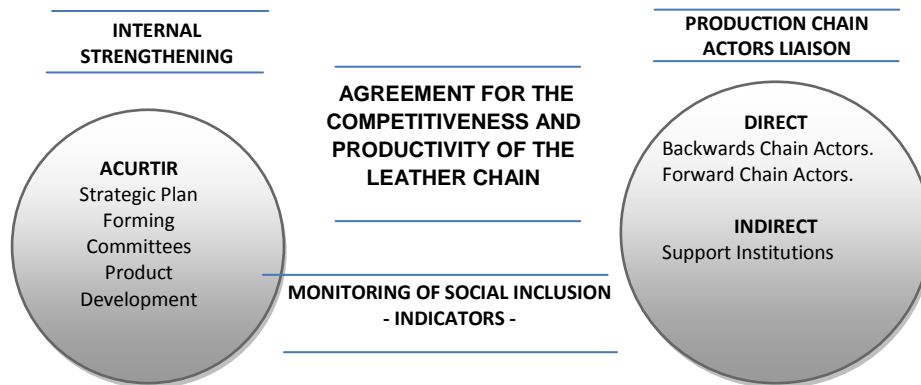 INTERNAL
STRENGTHENING
PRODUCTION CHAIN
ACTORS LIAISON
AGREEMENT FOR THE
COMPETITIVENESS AND
PRODUCTIVITY OF THE
LEATHER CHAIN
ACURTIR
Strategic Plan
Forming
Committees
Product
Development
DIRECT
Backwards Chain Actors.
Forward Chain Actors.
INDIRECT
Support Institutions
MONITORING OF SOCIAL INCLUSION
- INDICATORS -